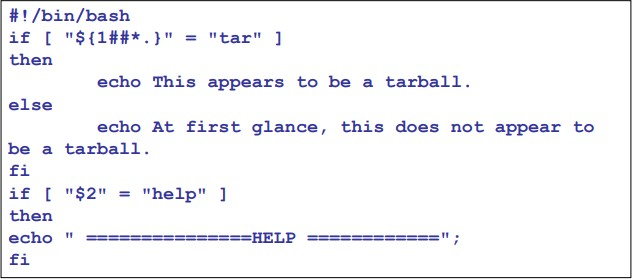 #!/bin/bash
if [ "${1##*.}" = "tar" ]
then
        echo This appears to be a tarball.
else
        echo At first glance, this does not appear to
be a tarball.
fi
if [ "$2" = "help" ]
then
echo " ===============HELP ============";
fi